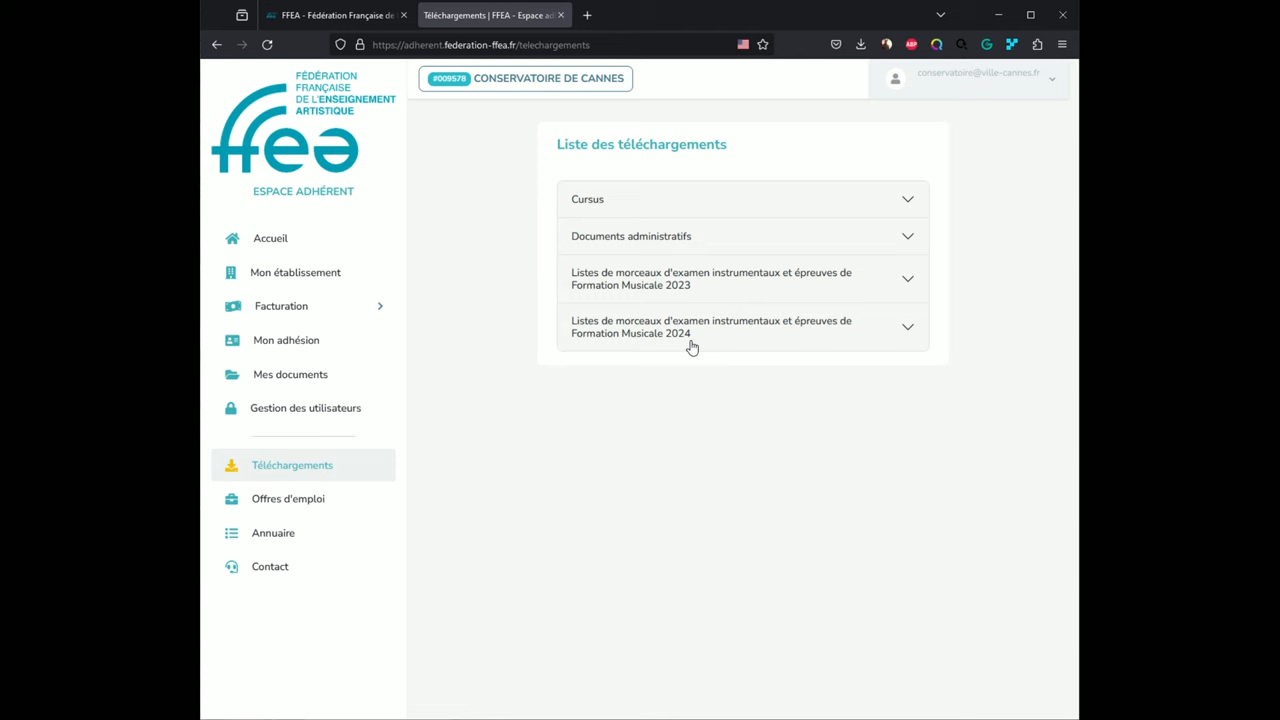 FFEA - Fédération Française de
Téléchargements | FFEA - Espace ad
https://adherent.federation-ffea.fr/telechargements
ABP
FÉDÉRATION
FRANÇAISE
DE L'ENSEIGNEMENT
ARTISTIQUE
ffea
ESPACE ADHÉRENT
#009578 CONSERVATOIRE DE CANNES
conservatoire@ville-cannes.fr
Accueil
Mon établissement
Facturation
Mon adhésion
Mes documents
Gestion des utilisateurs
Téléchargements
Offres d'emploi
Annuaire
Contact
Liste des téléchargements
Cursus
Documents administratifs
Listes de morceaux d'examen instrumentaux et épreuves de
Formation Musicale 2023
Listes de morceaux d'examen instrumentaux et épreuves de
Formation Musicale 2024